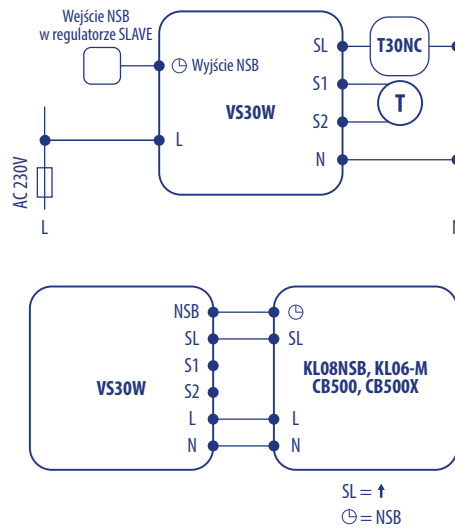 Wejście NSB
w regulatorze SLAVE
Wyjście NSB
VS30W
L
AC 230V
L
SL
S1
S2
N
T30NC
T
VS30W
NSB
SL
S1
S2
L
N
SL
L
N
KL08NSB, KL06-M
CB500, CB500X
SL = ⬆
= NSB